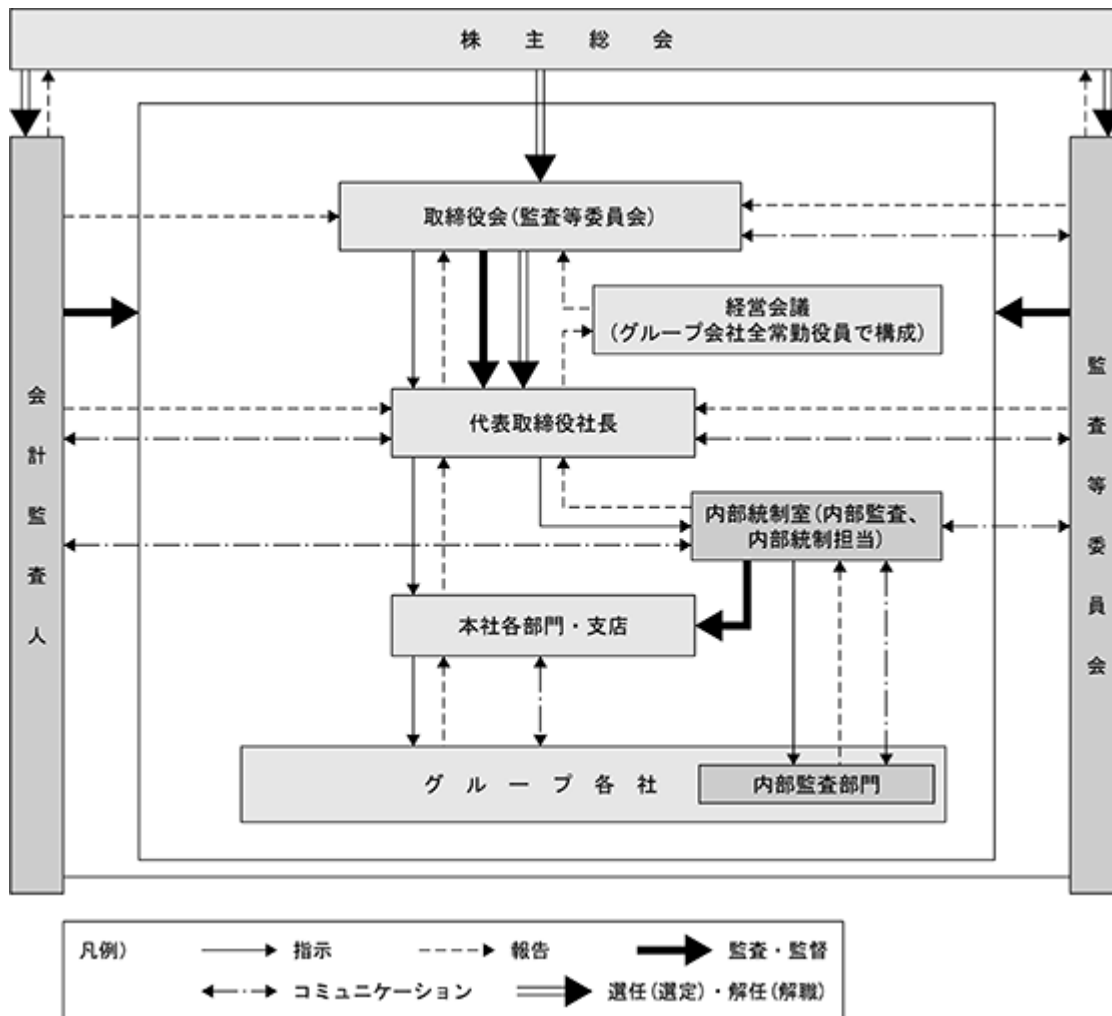 株主総会
取締役会(監査等委員会)
経営会議
(グループ会社全常勤役員で構成)
代表取締役社長
内部統制室(内部監査、
内部統制担当)
本社各部門・支店
グループ各社
内部監査部門
会計監査人
監査等委員会
凡例)
指示
報告
監査・監督
コミュニケーション
選任(選定)・解任(解職)